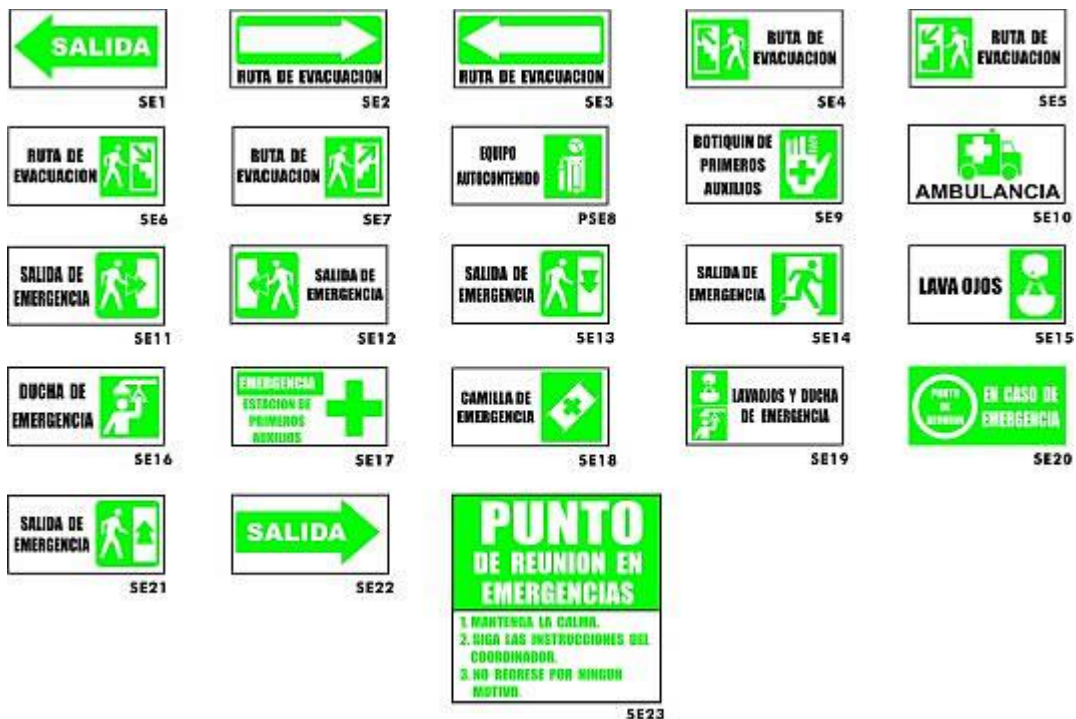 SALIDA
SE1
RUTA DE EVACUACION
SE2
RUTA DE EVACUACION
SE3
RUTA DE
EVACUACION
SE4
RUTA DE
EVACUACION
SE5
RUTA DE
EVACUACION
SE6
RUTA DE
EVACUACION
SE7
EQUIPO
AUTOCONTENIDO
PSE8
BOTIQUIN DE
PRIMEROS
AUXILIOS
SE9
AMBULANCIA
SE10
SALIDA DE
EMERGENCIA
SE11
SALIDA DE
EMERGENCIA
SE12
SALIDA DE
EMERGENCIA
SE13
SALIDA DE
EMERGENCIA
SE14
LAVA OJOS
SE15
DUCHA DE
EMERGENCIA
SE16
EMERGENCIA
ESTACION DE
PRIMEROS
AUXILIOS
SE17
CAMILLA DE
EMERGENCIA
SE18
LAVAOJOS Y DUCHA
DE EMERGENCIA
SE19
PUNTO
DE
REUNION
EN CASO DE
EMERGENCIA
SE20
SALIDA DE
EMERGENCIA
SE21
SALIDA
SE22
PUNTO
DE REUNION EN
EMERGENCIAS
1. MANTENGA LA CALMA.
2. SIGA LAS INSTRUCCIONES DEL
COORDINADOR.
3. NO REGRESE POR NINGUN
MOTIVO.
SE23